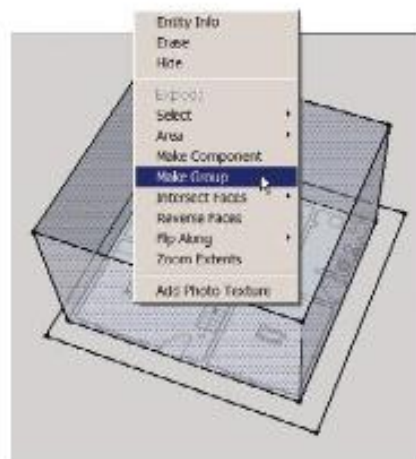 Entity Info
Erase
Hide
Explode
Select
Area
Make Component
Make Group
Intersect Faces
Reverse Faces
Flip Along
Zoom Extents
Add Photo Texture